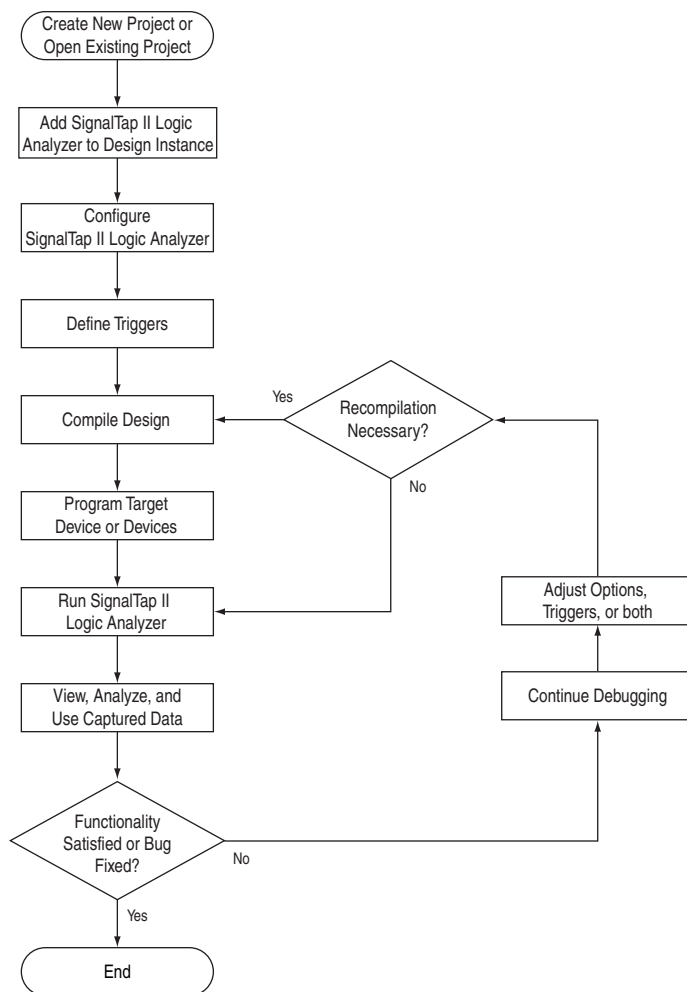 Create New Project or
Open Existing Project
Add SignalTap II Logic
Analyzer to Design Instance
Configure
SignalTap II Logic Analyzer
Define Triggers
Yes
Recompilation
Necessary?
Compile Design
No
Program Target
Device or Devices
Run SignalTap II
Logic Analyzer
Adjust Options,
Triggers, or both
View, Analyze, and
Use Captured Data
Continue Debugging
Functionality
Satisfied or Bug
Fixed?
No
Yes
End